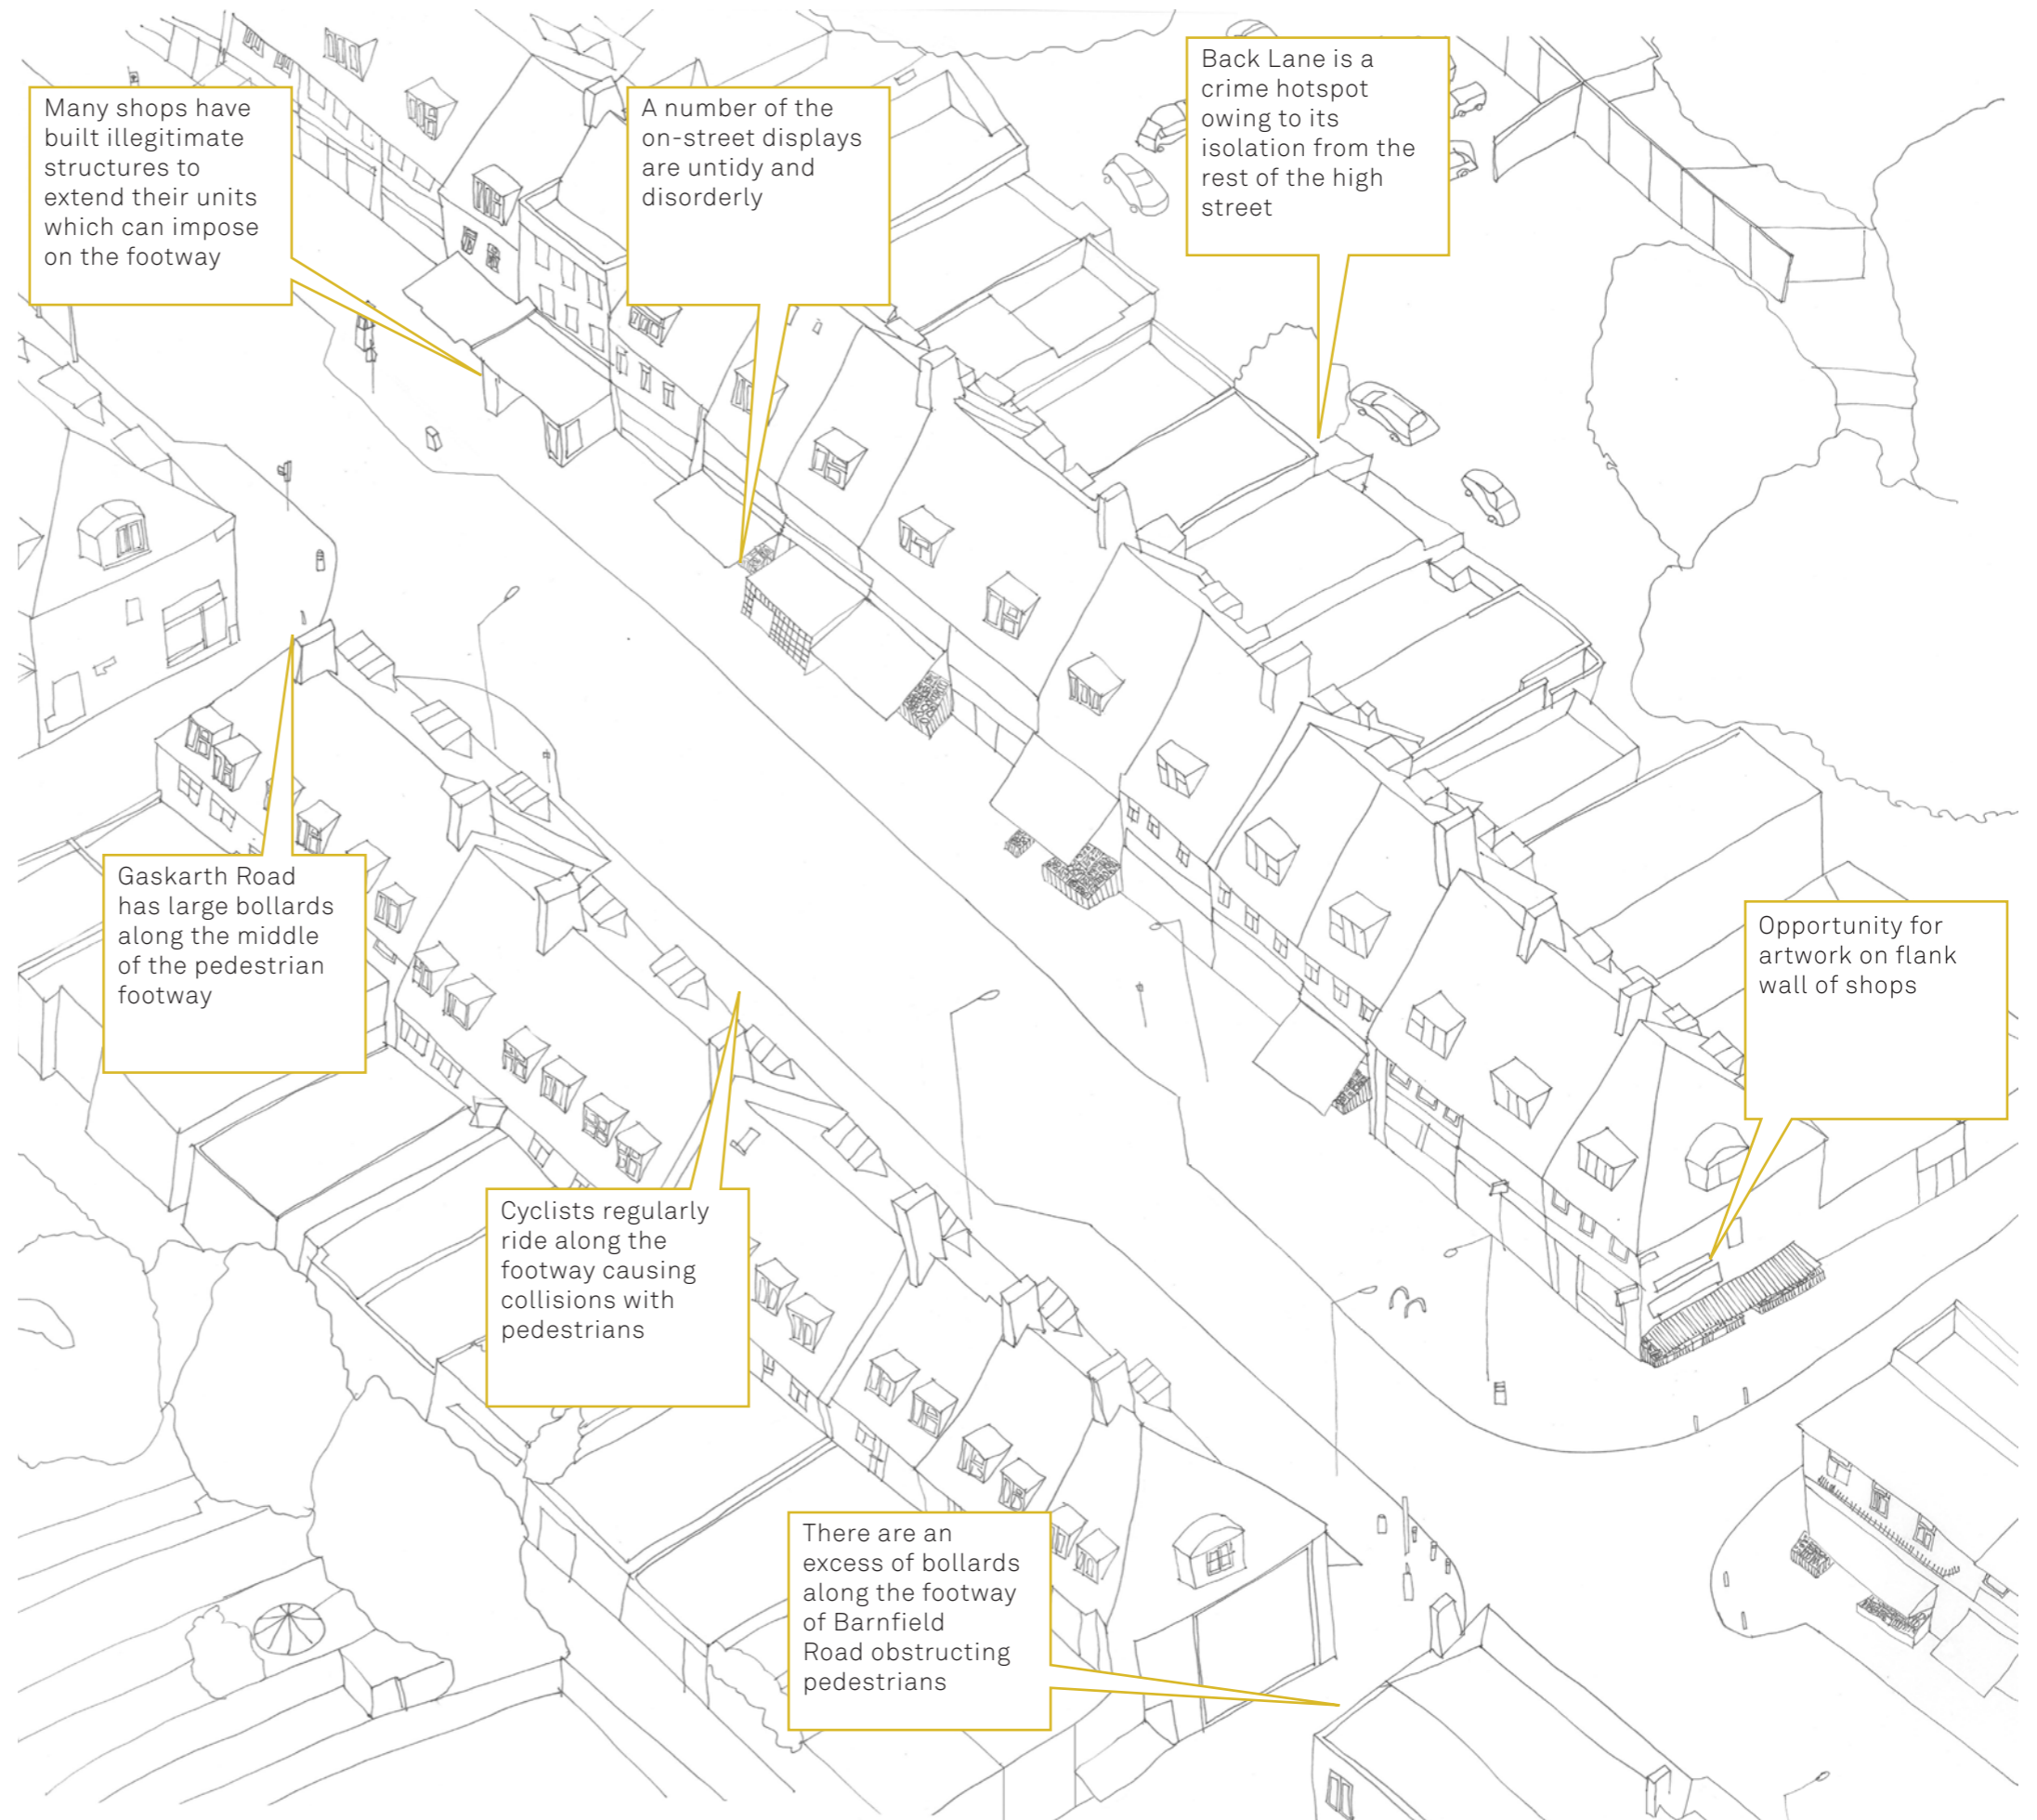 Many shops have
built illegitimate
structures to
extend their units
which can impose
on the footway
A number of the
on-street displays
are untidy and
disorderly
Back Lane is a
crime hotspot
owing to its
isolation from the
rest of the high
street
Gaskarth Road
has large bollards
along the middle
of the pedestrian
footway
Opportunity for
artwork on flank
wall of shops
Cyclists regularly
ride along the
footway causing
collisions with
pedestrians
There are an
excess of bollards
along the footway
of Barnfield
Road obstructing
pedestrians